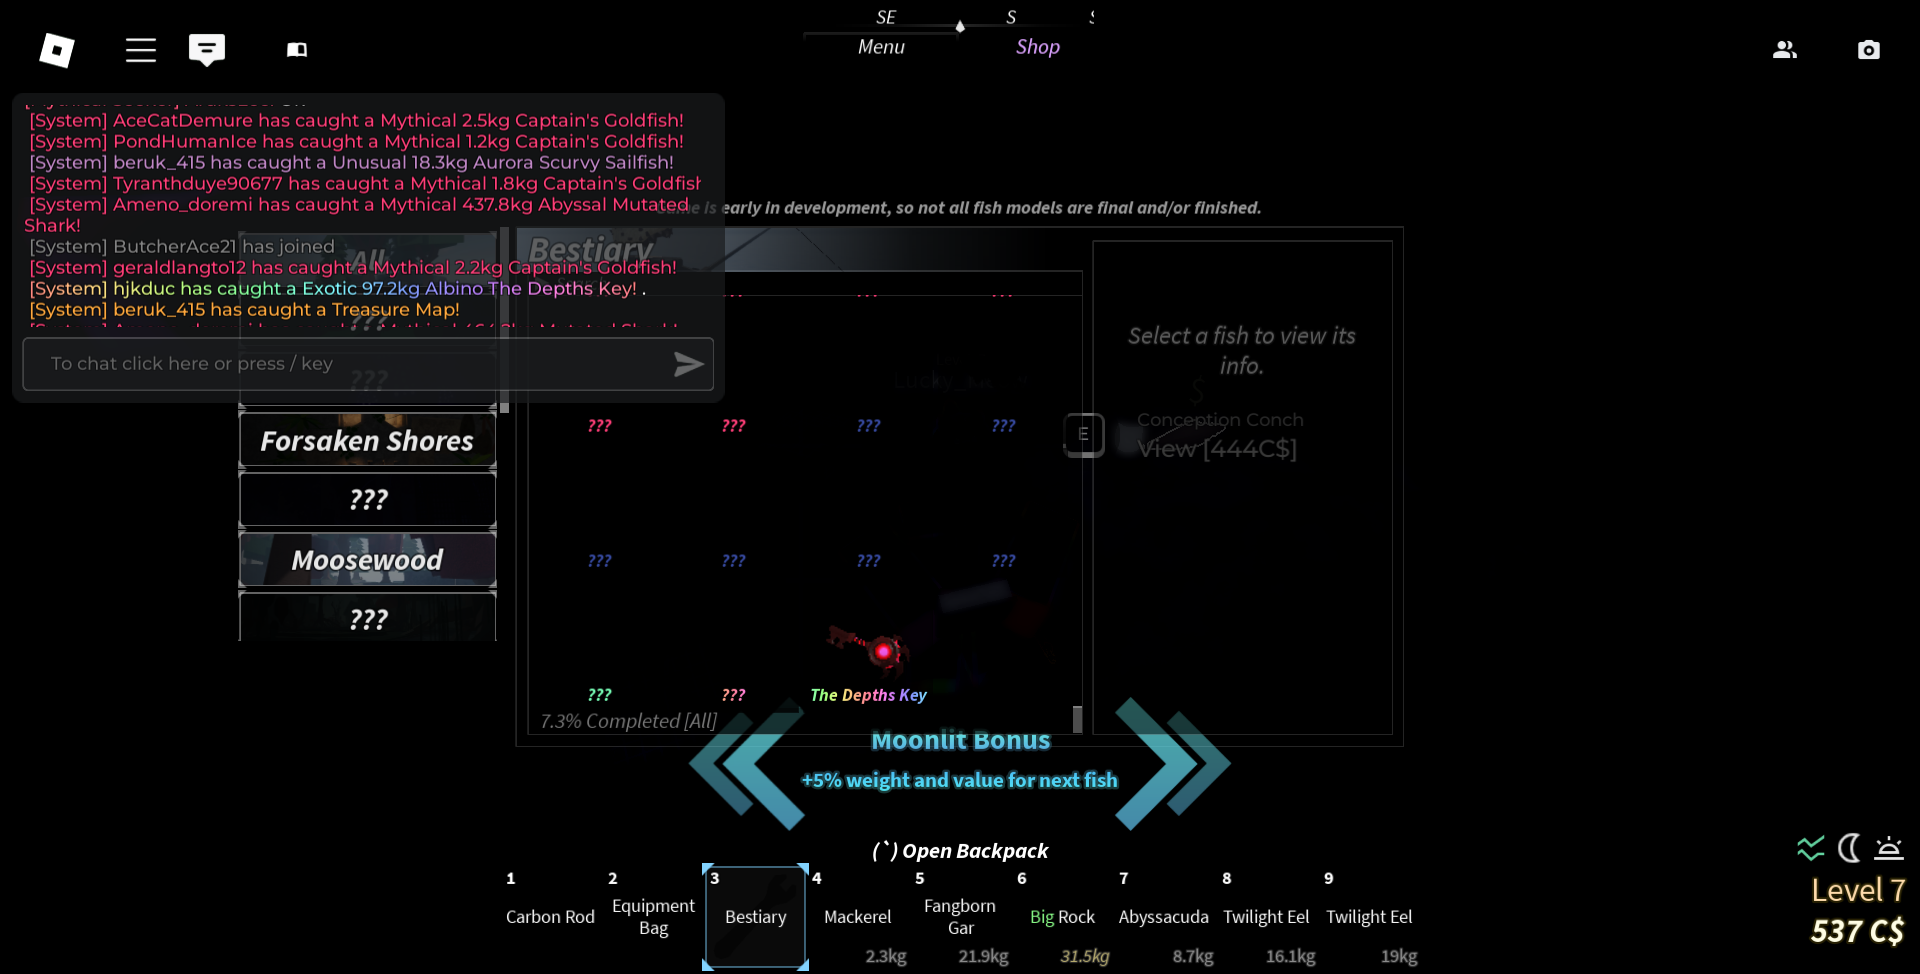 SE
S
Menu
Shop
[System] AceCatDemure has caught a Mythical 2.5kg Captain's Goldfish!
[System] PondHumanIce has caught a Mythical 1.2kg Captain's Goldfish!
[System] beruk_415 has caught a Unusual 18.3kg Aurora Scurvy Sailfish!
[System] Tyranthduye90677 has caught a Mythical 1.8kg Captain's Goldfish
[System] Ameno_doremi has caught a Mythical 437.8kg Abyssal Mutated
Shark!
[System] ButcherAce21 has joined
[System] geraldlangto12 has caught a Mythical 2.2kg Captain's Goldfish!
[System] hjkduc has caught a Exotic 97.2kg Albino The Depths Key! .
[System] beruk_415 has caught a Treasure Map!
To chat click here or press / key
is early in development, so not all fish models are final and/or finished.
All
???
???
Forsaken Shores
???
Moosewood
???
Bestiary
??? ??? ??? ???
??? ??? ??? ???
??? ??? The Depths Key
7.3% Completed [All]
Select a fish to view its
info.
E
Conception Conch
View [444C$]
Moonlit Bonus
+5% weight and value for next fish
(`) Open Backpack
1 Carbon Rod
2 Equipment Bag
3 Bestiary
4 Mackerel 2.3kg
5 Fangborn Gar 21.9kg
6 Big Rock 31.5kg
7 Abyssacuda 8.7kg
8 Twilight Eel 16.1kg
9 Twilight Eel 19kg
Level 7
537 C$